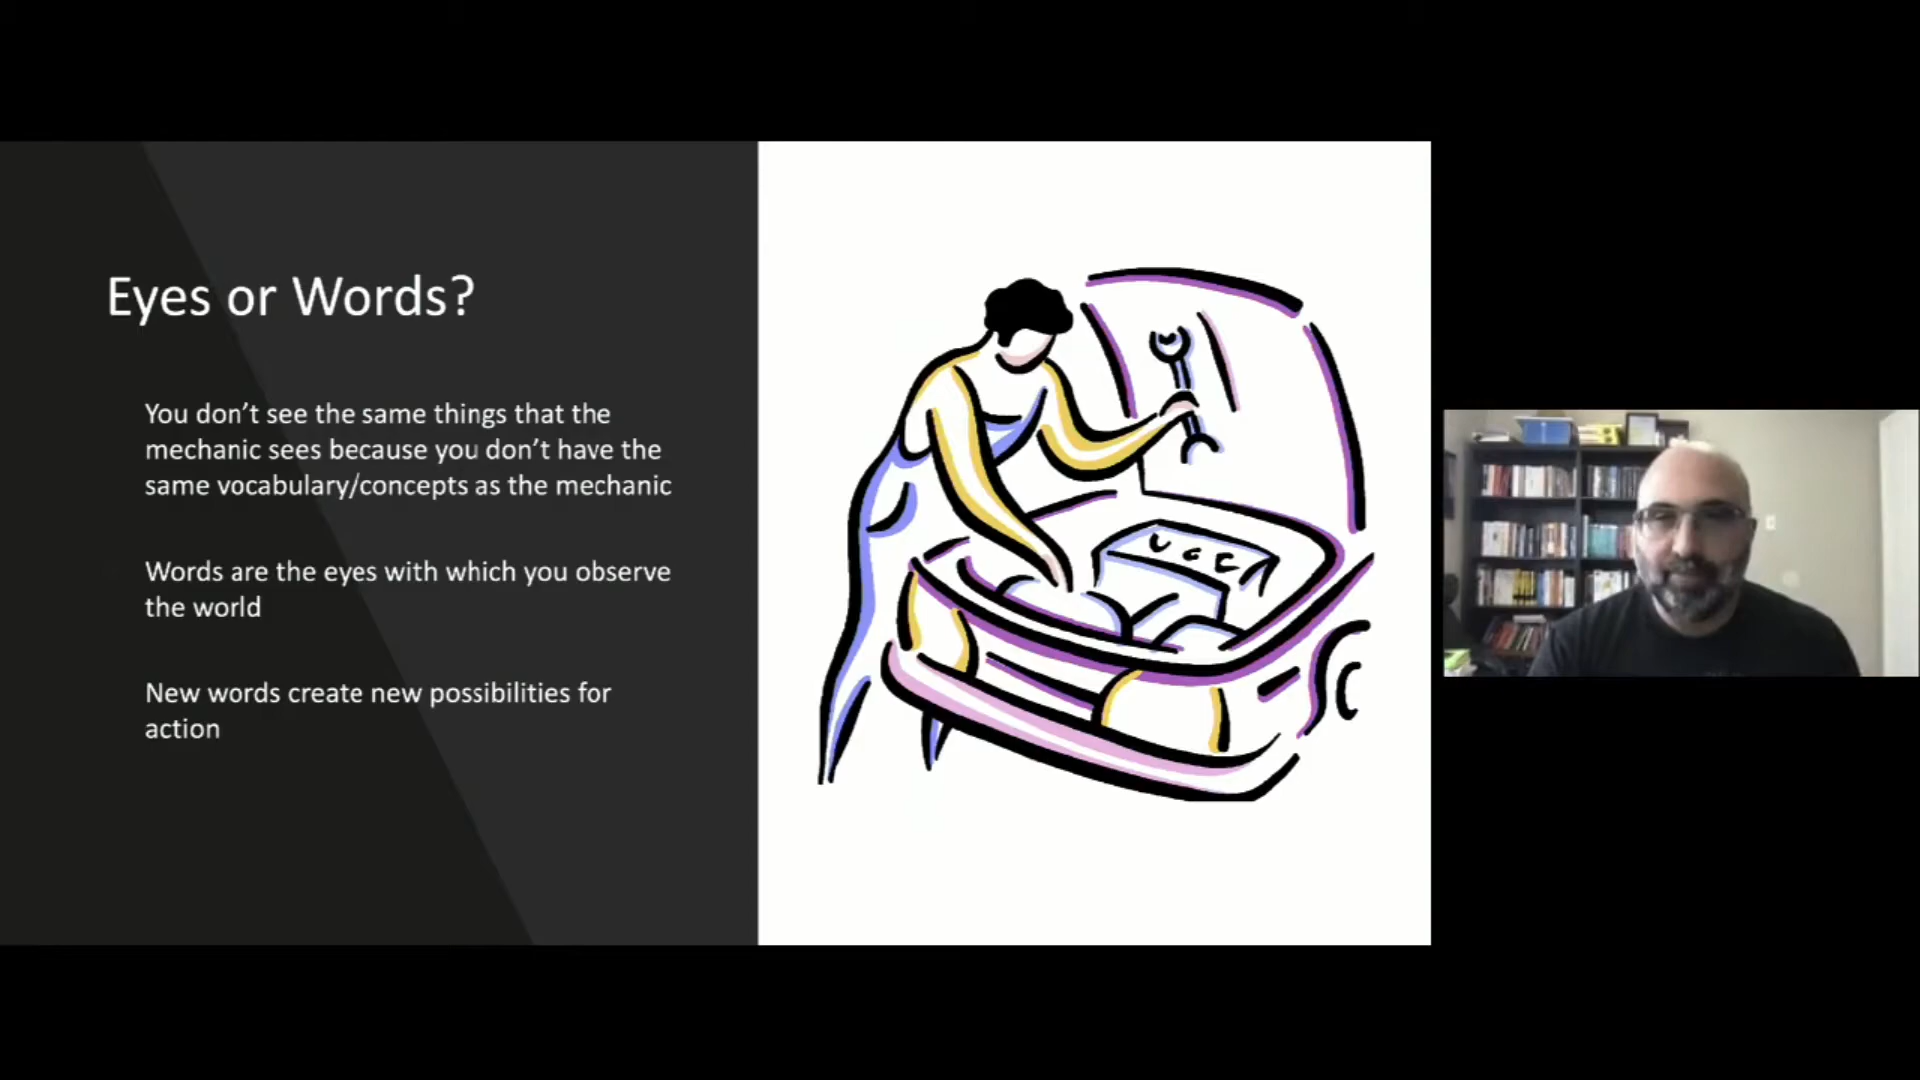 Eyes or Words?
You don’t see the same things that the
mechanic sees because you don’t have the
same vocabulary/concepts as the mechanic
Words are the eyes with which you observe
the world
New words create new possibilities for
action